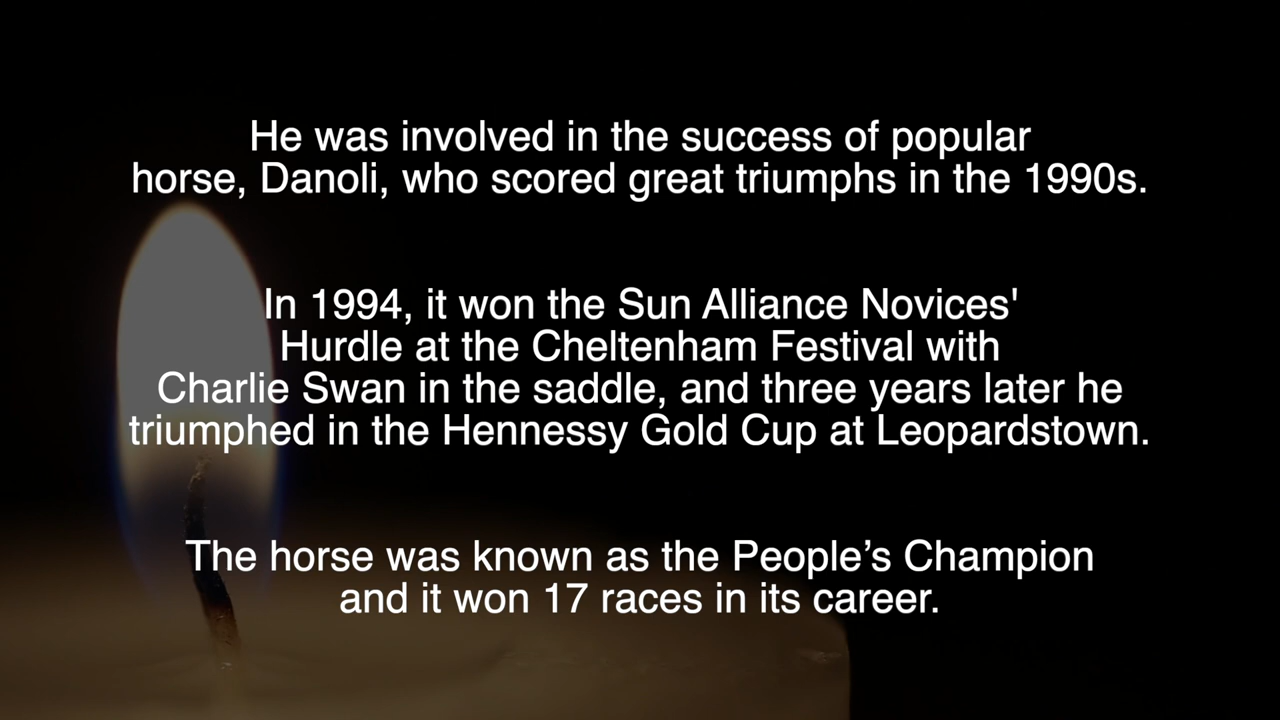 He was involved in the success of popular
horse, Danoli, who scored great triumphs in the 1990s.
In 1994, it won the Sun Alliance Novices'
Hurdle at the Cheltenham Festival with
Charlie Swan in the saddle, and three years later he
triumphed in the Hennessy Gold Cup at Leopardstown.
The horse was known as the People’s Champion
and it won 17 races in its career.